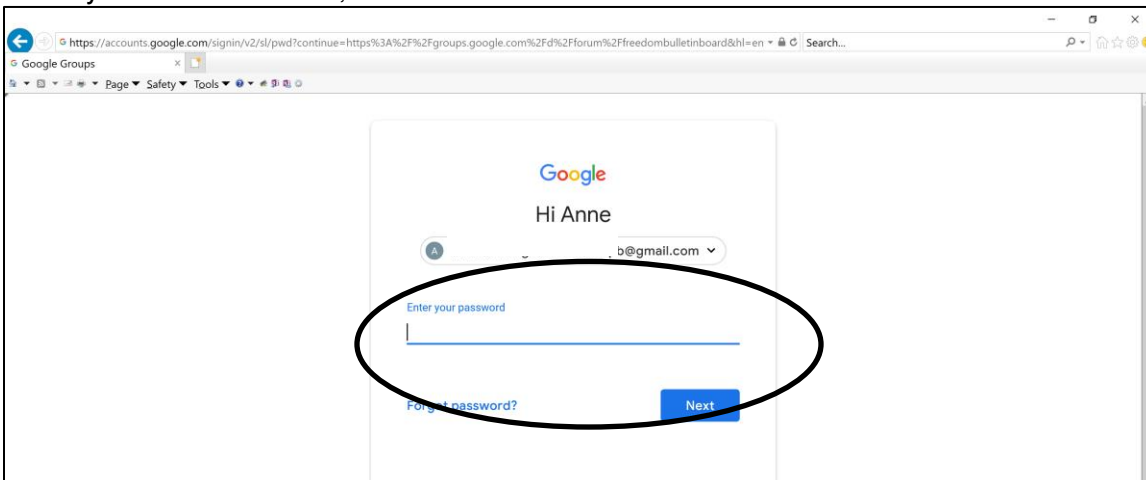 https://accounts.google.com/signin/v2/sl/pwd?continue=https%3A%2F%2Fgroups.google.com%2Fd%2Fforum%2Ffreedombulletinboard&hl=en Search...
Google Groups
Page Safety Tools
Google
Hi Anne
A b@gmail.com
Enter your password
Forgot password?
Next